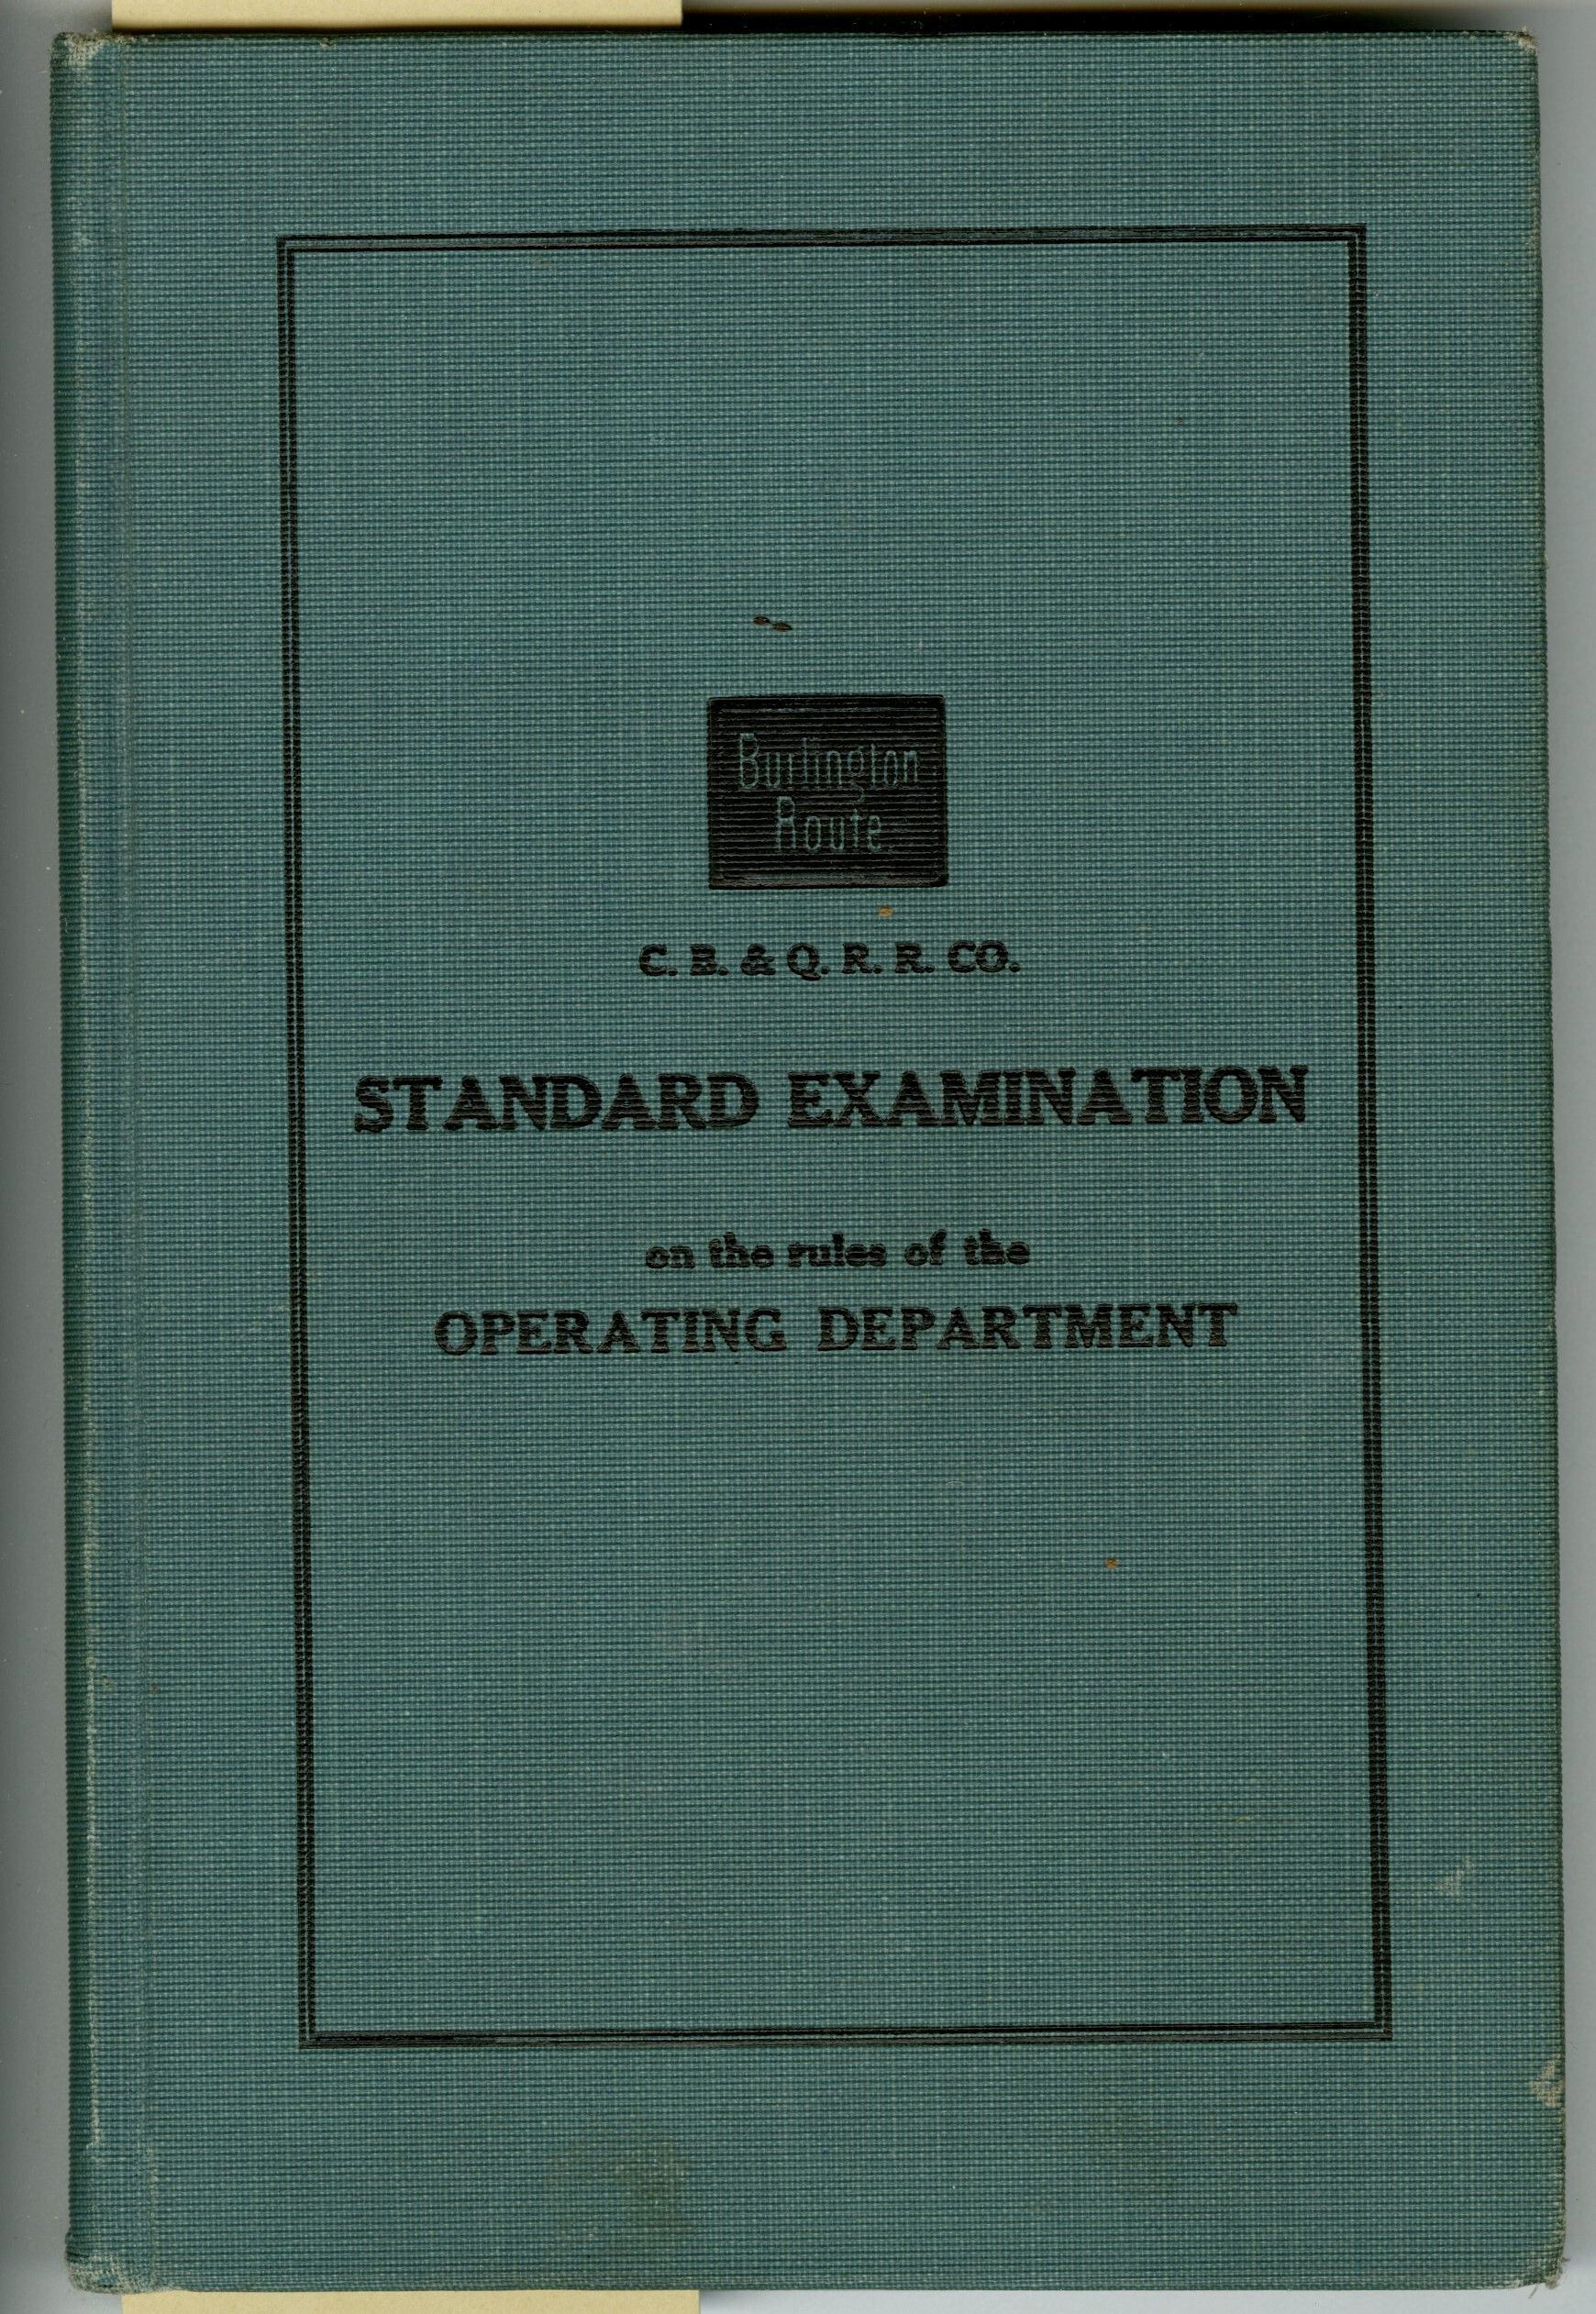 Burlington
Route
C. B. & Q. R. R. CO.
STANDARD EXAMINATION
on the rules of the
OPERATING DEPARTMENT